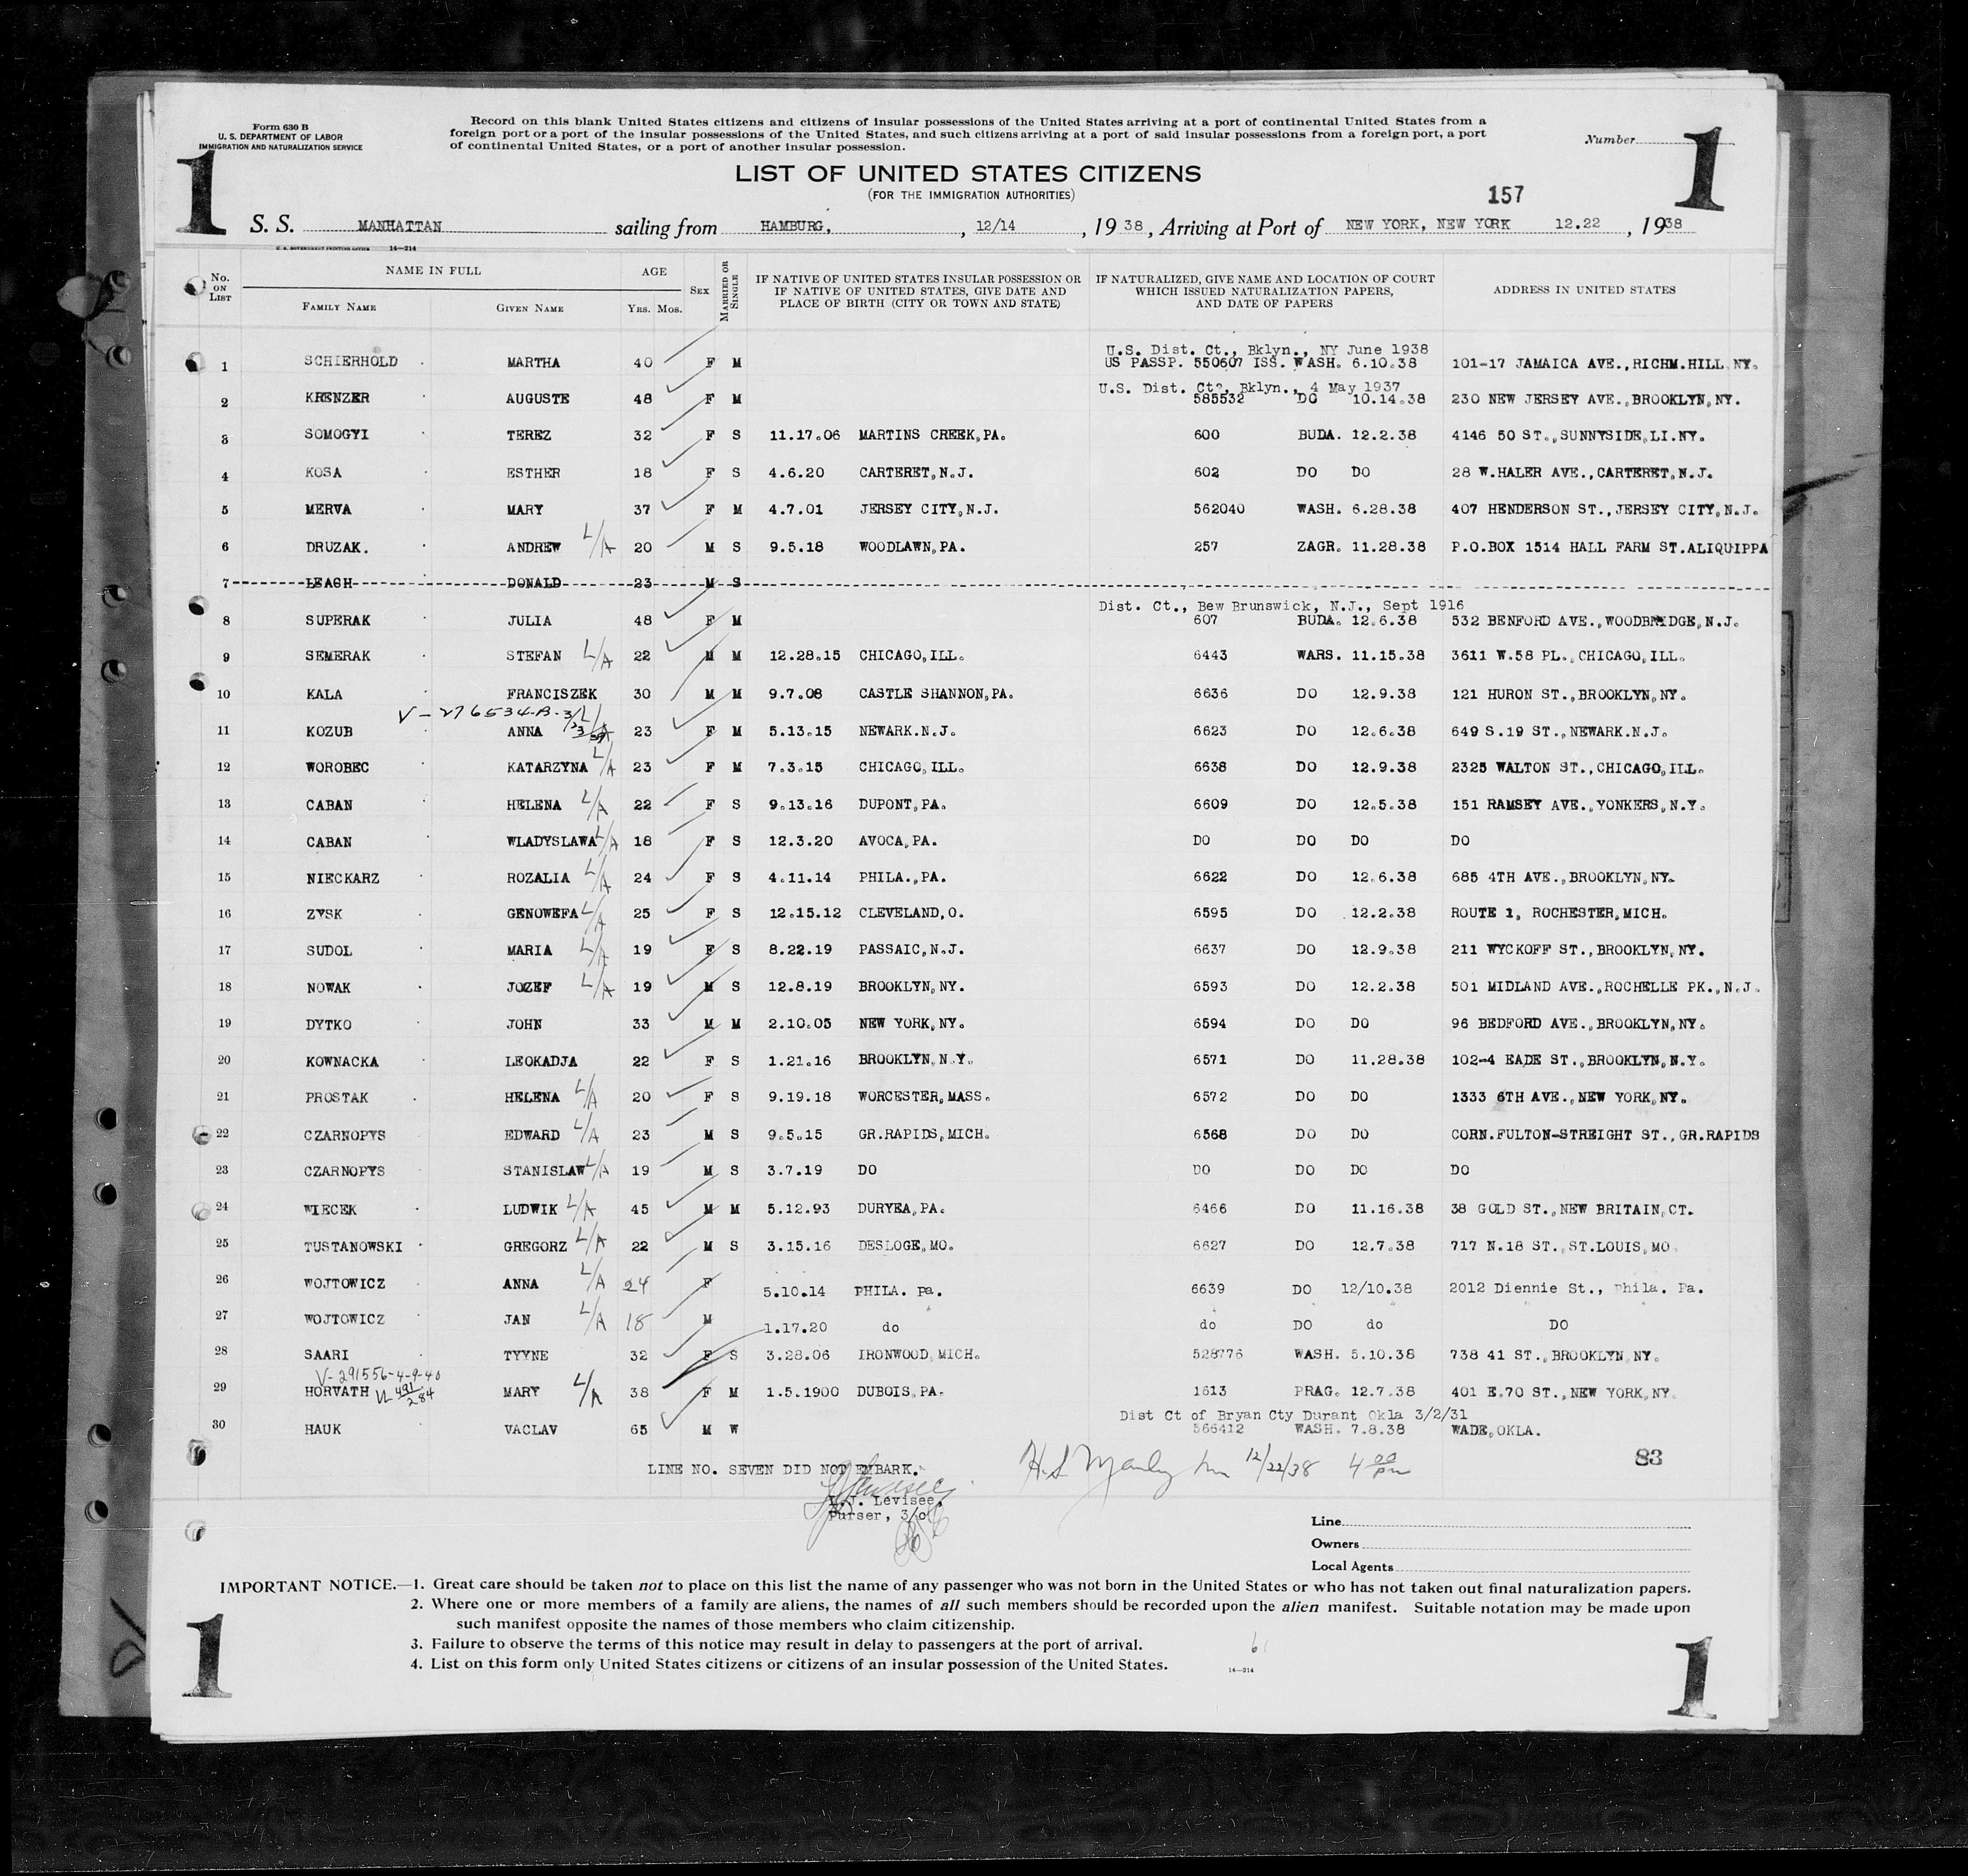 Form 630 B
U. S. DEPARTMENT OF LABOR
IMMIGRATION AND NATURALIZATION SERVICE
Record on this blank United States citizens and citizens of insular possessions of the United States arriving at a port of continental United States from a
foreign port or a port of the insular possessions of the United States, and such citizens arriving at a port of said insular possessions from a foreign port, a port
of continental United States, or a port of another insular possession.
Number
1 1
LIST OF UNITED STATES CITIZENS
(FOR THE IMMIGRATION AUTHORITIES)
157
S. S. MANHATTAN sailing from HAMBURG, , 12/14 , 19 38, Arriving at Port of NEW YORK, NEW YORK 12.22 , 1938
U. S. GOVERNMENT PRINTING OFFICE 14—214
No. ON LIST NAME IN FULL AGE SEX MARRIED OR SINGLE IF NATIVE OF UNITED STATES INSULAR POSSESSION OR IF NATIVE OF UNITED STATES, GIVE DATE AND PLACE OF BIRTH (CITY OR TOWN AND STATE) IF NATURALIZED, GIVE NAME AND LOCATION OF COURT WHICH ISSUED NATURALIZATION PAPERS, AND DATE OF PAPERS ADDRESS IN UNITED STATES
FAMILY NAME GIVEN NAME YRS. MOS.
U.S. Dist. Ct., Bklyn., NY June 1938
1 SCHIERHOLD MARTHA 40 F M US PASSP. 550607 ISS. WASH. 6.10.38 101-17 JAMAICA AVE.,RICHM.HILL NY.
U.S. Dist. Ct., Bklyn., 4 May 1937
2 KRENZER AUGUSTE 48 F M 585532 DO 10.14.38 230 NEW JERSEY AVE.,BROOKLYN,NY.
3 SOMOGYI TEREZ 32 F S 11.17.06 MARTINS CREEK,PA. 600 BUDA. 12.2.38 4146 50 ST.,SUNNYSIDE,LI.NY.
4 KOSA ESTHER 18 F S 4.6.20 CARTERET,N.J. 602 DO DO 28 W.HALER AVE.,CARTERET,N.J.
5 MERVA MARY 37 F M 4.7.01 JERSEY CITY,N.J. 562040 WASH. 6.28.38 407 HENDERSON ST.,JERSEY CITY,N.J.
6 DRUZAK. ANDREW L/A 20 M S 9.5.18 WOODLAWN,PA. 257 ZAGR. 11.28.38 P.O.BOX 1514 HALL FARM ST.ALIQUIPPA
7 LEACH DONALD 23 M S
Dist. Ct., Bew Brunswick, N.J., Sept 1916
8 SUPERAK JULIA 48 F M 607 BUDA. 12.6.38 532 BENFORD AVE.,WOODBRIDGE,N.J.
9 SEMERAK STEFAN L/A 22 M M 12.28.15 CHICAGO,ILL. 6443 WARS. 11.15.38 3611 W.58 PL.,CHICAGO,ILL.
10 KALA FRANCISZEK 30 M M 9.7.08 CASTLE SHANNON,PA. 6636 DO 12.9.38 121 HURON ST.,BROOKLYN,NY.
V-276534-B-3/23/39
11 KOZUB ANNA L/A 23 F M 5.13.15 NEWARK.N.J. 6623 DO 12.6.38 649 S.19 ST.,NEWARK.N.J.
12 WOROBEC KATARZYNA L/A 23 F M 7.3.15 CHICAGO,ILL. 6638 DO 12.9.38 2325 WALTON ST.,CHICAGO,ILL.
13 CABAN HELENA L/A 22 F S 9.13.16 DUPONT,PA. 6609 DO 12.5.38 151 RAMSEY AVE.,YONKERS,N.Y.
14 CABAN WLADYSLAWA L/A 18 F S 12.3.20 AVOCA,PA. DO DO DO DO
15 NIECKARZ ROZALIA L/A 24 F S 4.11.14 PHILA.,PA. 6622 DO 12.6.38 685 4TH AVE.,BROOKLYN,NY.
16 ZYSK GENOWEFA L/A 25 F S 12.15.12 CLEVELAND,O. 6595 DO 12.2.38 ROUTE 1, ROCHESTER,MICH.
17 SUDOL MARIA L/A 19 F S 8.22.19 PASSAIC,N.J. 6637 DO 12.9.38 211 WYCKOFF ST.,BROOKLYN,NY.
18 NOWAK JOZEF L/A 19 M S 12.8.19 BROOKLYN,NY. 6593 DO 12.2.38 501 MIDLAND AVE.,ROCHELLE PK.,N.J.
19 DYTKO JOHN 33 M M 2.10.05 NEW YORK,NY. 6594 DO DO 96 BEDFORD AVE.,BROOKLYN,NY.
20 KOWNACKA LEOKADJA 22 F S 1.21.16 BROOKLYN,N.Y. 6571 DO 11.28.38 102-4 EADE ST.,BROOKLYN,N.Y.
21 PROSTAK HELENA L/A 20 F S 9.19.18 WORCESTER,MASS. 6572 DO DO 1333 6TH AVE.,NEW YORK,NY.
22 CZARNOPYS EDWARD L/A 23 M S 9.5.15 GR.RAPIDS,MICH. 6568 DO DO CORN.FULTON-STREIGHT ST.,GR.RAPIDS
23 CZARNOPYS STANISLAW L/A 19 M S 3.7.19 DO DO DO DO DO
24 WIECEK LUDWIK L/A 45 M M 5.12.93 DURYEA,PA. 6466 DO 11.16.38 38 GOLD ST.,NEW BRITAIN,CT.
25 TUSTANOWSKI GREGORZ L/A 22 M S 3.15.16 DESLOGE,MO. 6627 DO 12.7.38 717 N.18 ST.,ST.LOUIS,MO.
26 WOJTOWICZ ANNA L/A 24 F 5.10.14 PHILA. Pa. 6639 DO 12/10.38 2012 Diennie St., Phila. Pa.
27 WOJTOWICZ JAN L/A 18 M 1.17.20 do do DO do DO
28 SAARI TYYNE 32 F S 3.28.06 IRONWOOD,MICH. 528776 WASH. 5.10.38 738 41 ST.,BROOKLYN,NY.
V-291556-4-9-40
29 HORVATH VL 491/284 MARY L/A 38 F M 1.5.1900 DUBOIS,PA. 1613 PRAG. 12.7.38 401 E.70 ST.,NEW YORK,NY.
Dist Ct of Bryan Cty Durant Okla 3/2/31
30 HAUK VACLAV 65 M W 566412 WASH. 7.8.38 WADE,OKLA.
LINE NO. SEVEN DID NOT EMBARK. 12/22/38 4 00 pm 83
L.J. Levisee,
Purser, 3/c
Line
Owners
Local Agents
IMPORTANT NOTICE.—1. Great care should be taken not to place on this list the name of any passenger who was not born in the United States or who has not taken out final naturalization papers.
2. Where one or more members of a family are aliens, the names of all such members should be recorded upon the alien manifest. Suitable notation may be made upon
such manifest opposite the names of those members who claim citizenship.
3. Failure to observe the terms of this notice may result in delay to passengers at the port of arrival.
4. List on this form only United States citizens or citizens of an insular possession of the United States.
14—214
1 1